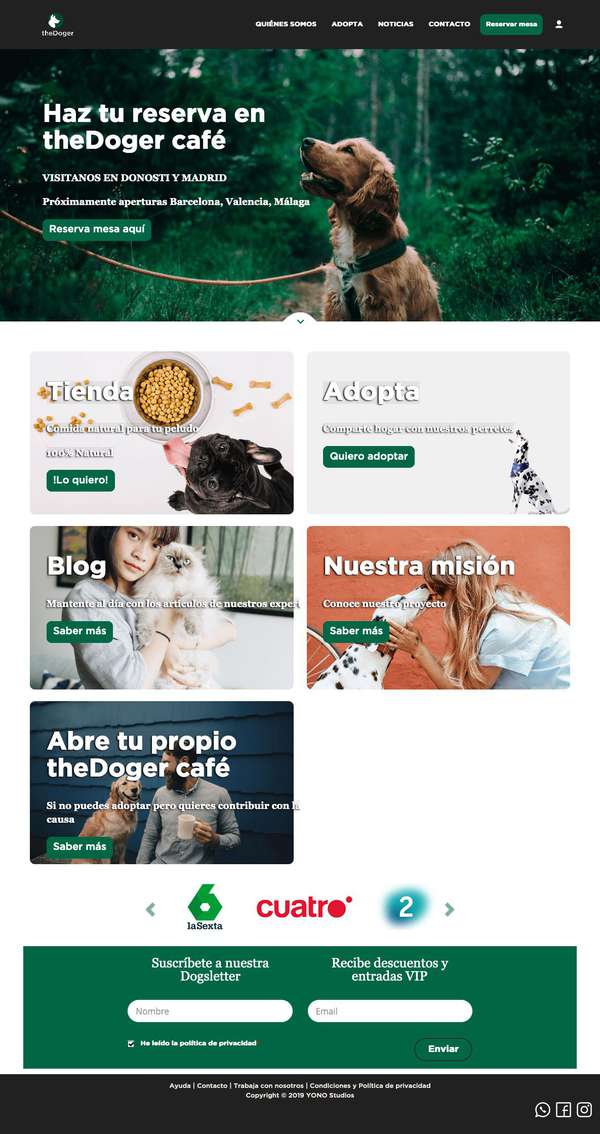 theDoger
QUIÉNES SOMOS
ADOPTA
NOTICIAS
CONTACTO
Reservar mesa
Haz tu reserva en
theDoger café
VISITANOS EN DONOSTI Y MADRID
Próximamente aperturas Barcelona, Valencia, Málaga
Reserva mesa aquí
Tienda
Comida natural para tu peludo
100% Natural
!Lo quiero!
Adopta
Comparte hogar con nuestros perretes
Quiero adoptar
Blog
Mantente al día con los artículos de nuestros
Saber más
Nuestra misión
Conoce nuestro proyecto
Saber más
Abre tu propio
theDoger café
Si no puedes adoptar pero quieres contribuir con
causa
Saber más
laSexta
cuatro
2
Suscríbete a nuestra
Dogsletter
Recibe descuentos y
entradas VIP
Nombre
Email
He leído la política de privacidad
Enviar
Ayuda | Contacto | Trabaja con nosotros | Condiciones y Política de privacidad
Copyright © 2019 YONO Studios